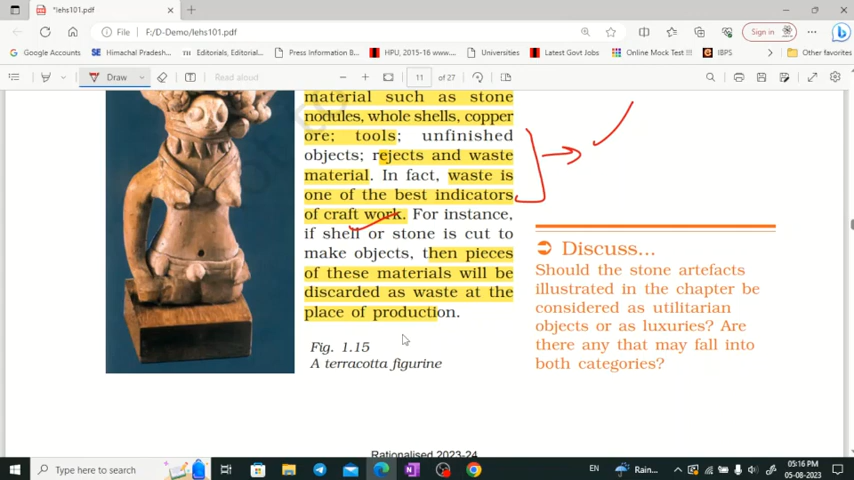 *lehs101.pdf
File
F:/D-Demo/lehs101.pdf
Sign in
Google Accounts
Himachal Pradesh...
Editorials, Editorial...
Press Information B...
HPU, 2015-16 www....
Universities
Latest Govt Jobs
Online Mock Test I...
IBPS
Other favorites
Draw
Read aloud
11 of 27
material such as stone
nodules, whole shells, copper
ore; tools; unfinished
objects; rejects and waste
material. In fact, waste is
one of the best indicators
of craft work. For instance,
if shell or stone is cut to
make objects, then pieces
of these materials will be
discarded as waste at the
place of production.
Fig. 1.15
A terracotta figurine
Discuss...
Should the stone artefacts
illustrated in the chapter be
considered as utilitarian
objects or as luxuries? Are
there any that may fall into
both categories?
Rationalised 2023-24
Type here to search
EN
Rain...
05:16 PM
05-08-2023